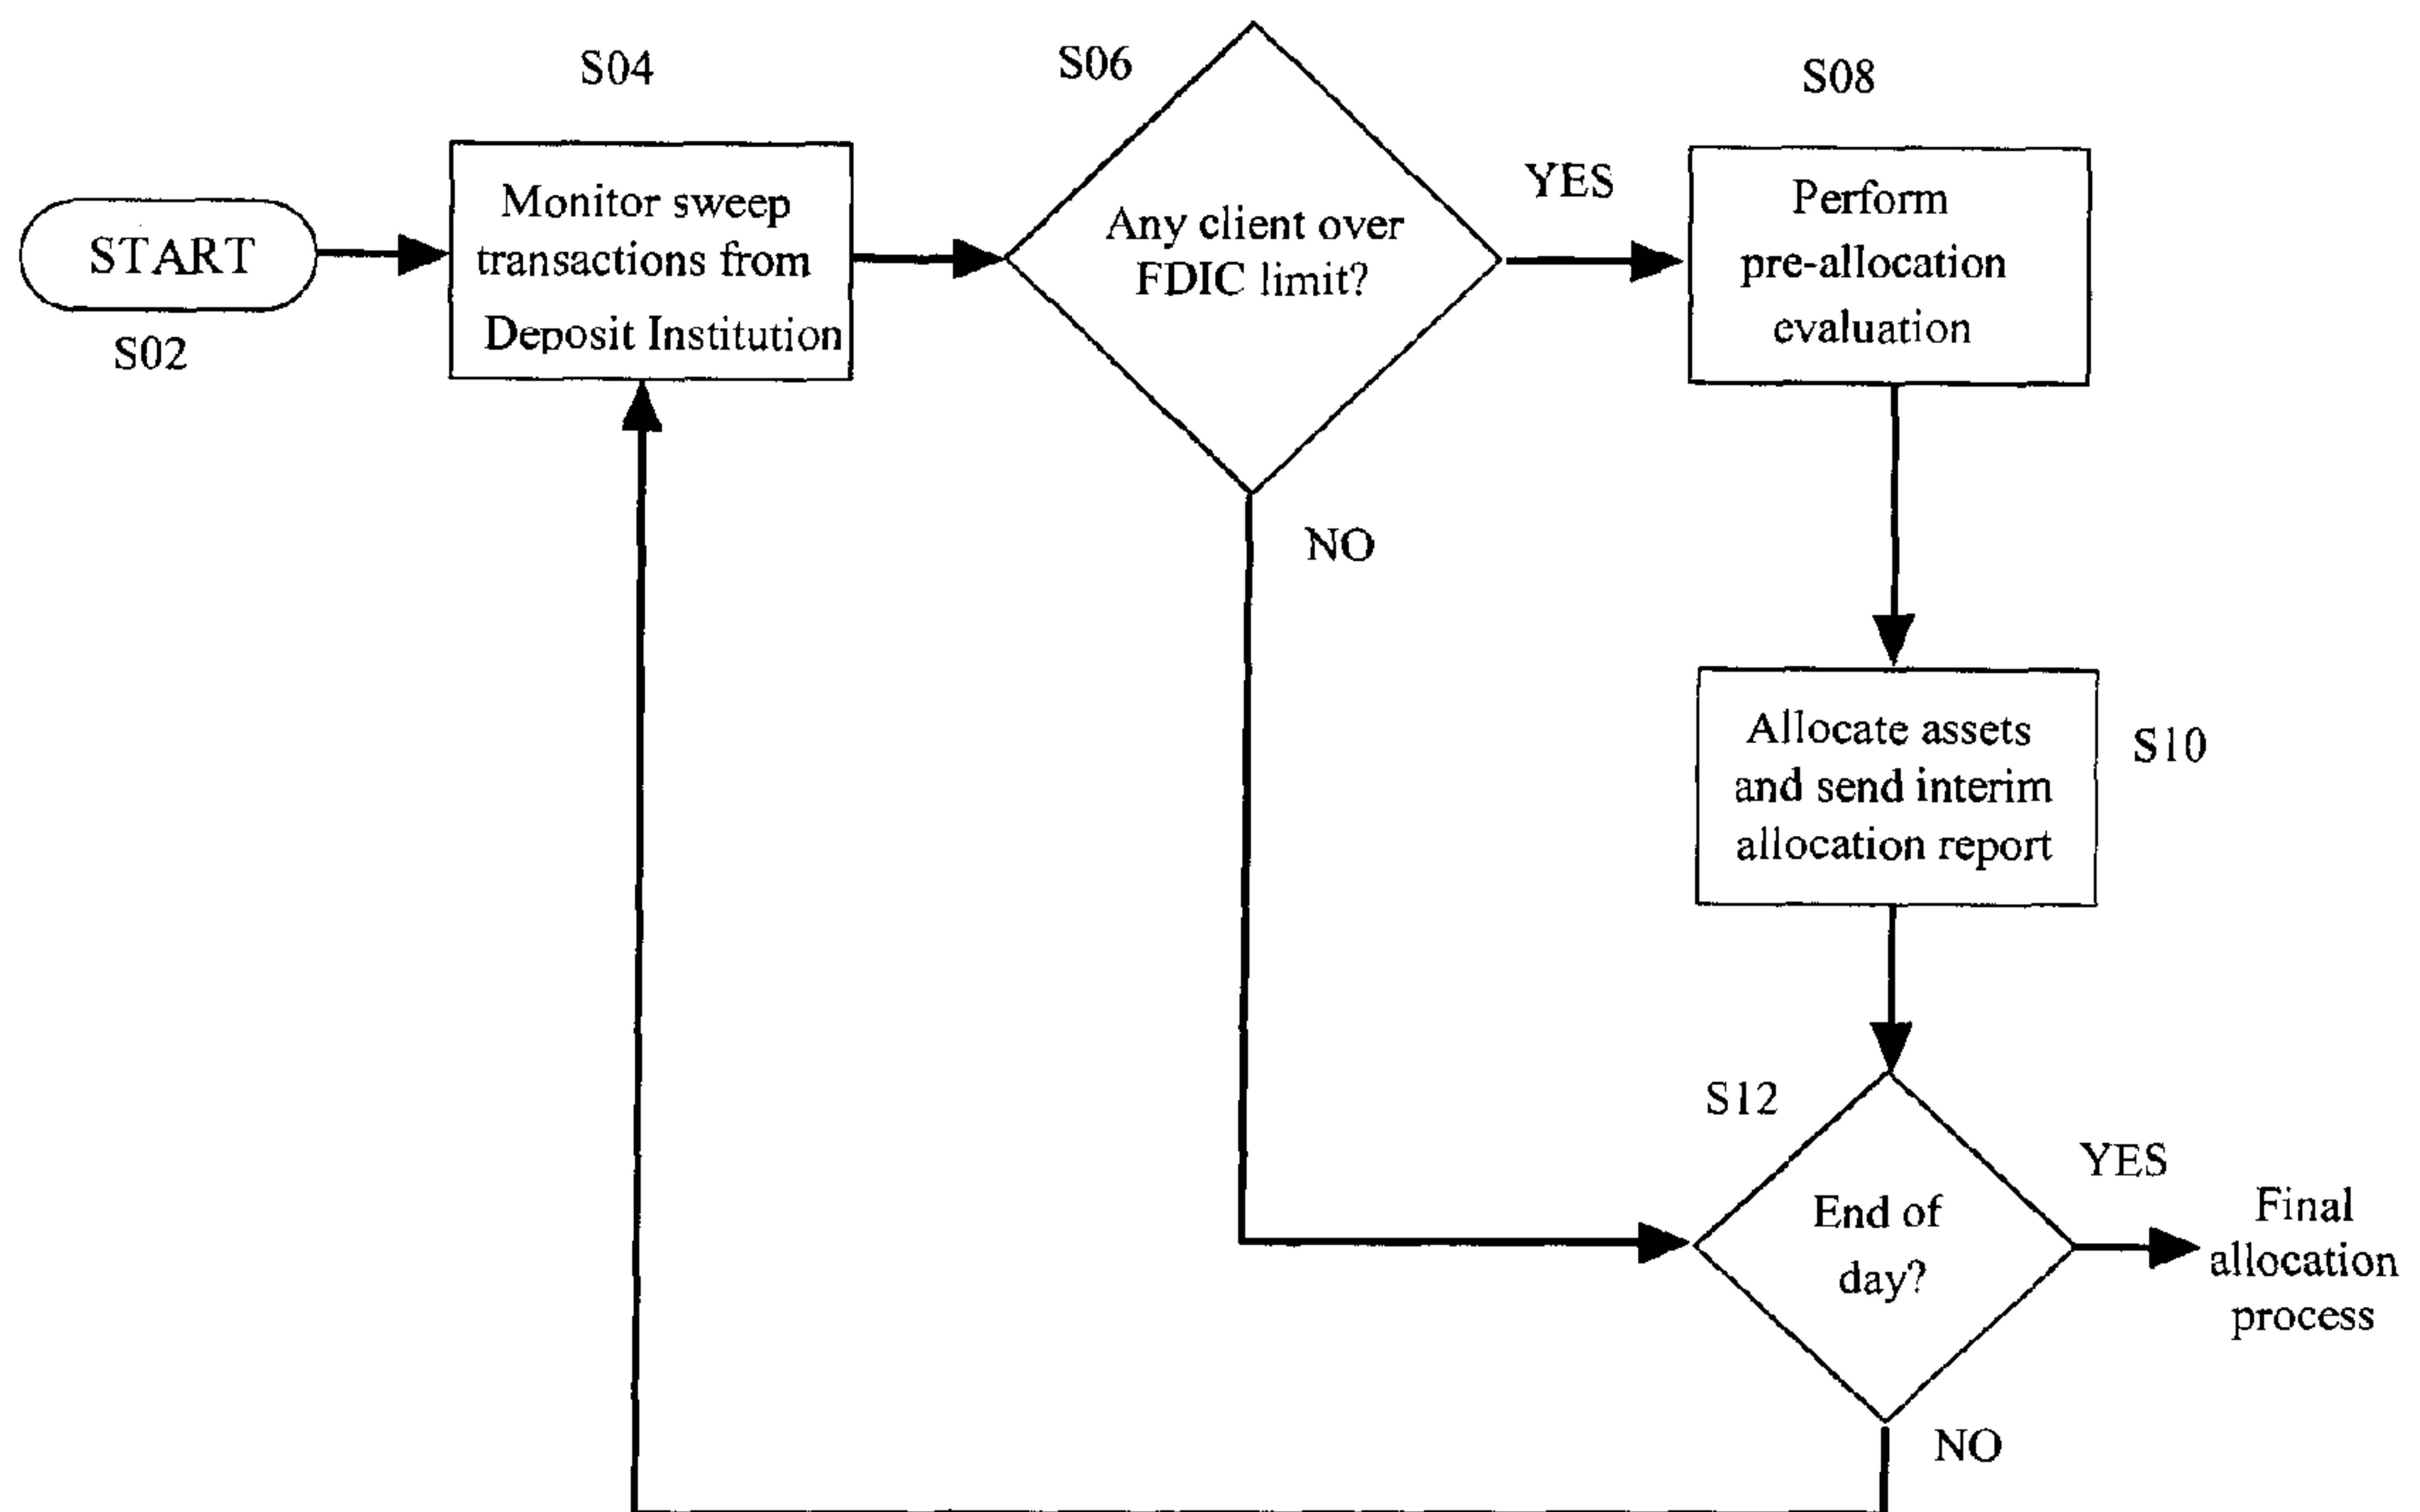 START
S02
S04
Monitor sweep
transactions from
Deposit Institution
S06
Any client over
FDIC limit?
YES
NO
S08
Perform
pre-allocation
evaluation
Allocate assets
and send interim
allocation report
S10
S12
End of
day?
YES
Final
allocation
process
NO